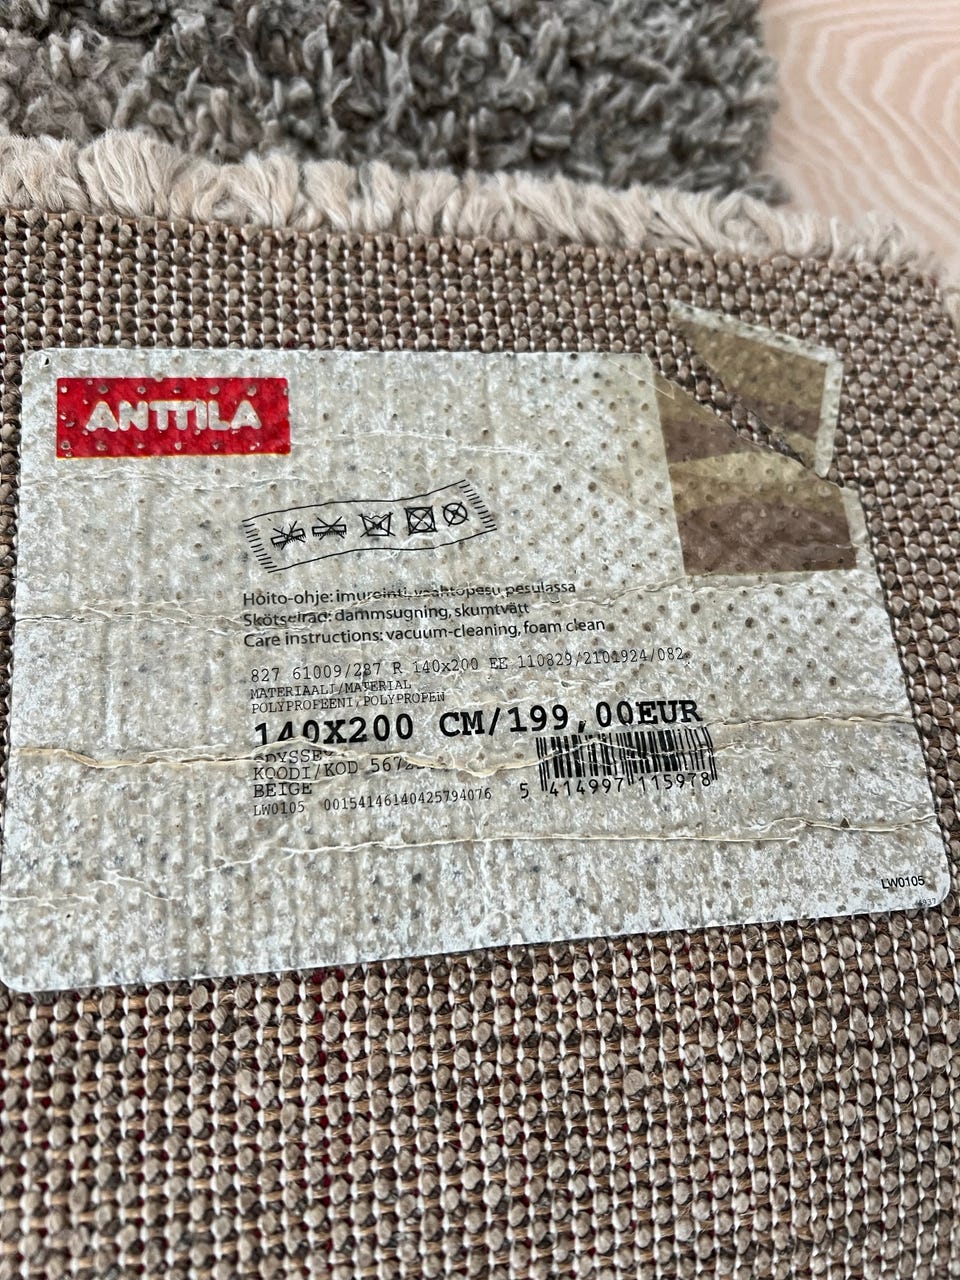 ANTTILA
Hoito-ohje: imurointi, vaahtopesu pesulassa
Skötselråd: dammsugning, skumtvätt
Care instructions: vacuum-cleaning, foam clean
827 61009/287 R 140x200 EE 110829/2101924/082
MATERIAALI/MATERIAL
POLYPROPEENI, POLYPROPEN
140X200 CM/199,00EUR
KOODI/KOD
BEIGE
5 414997 115978
LW0105 00154146140425794076
LW0105